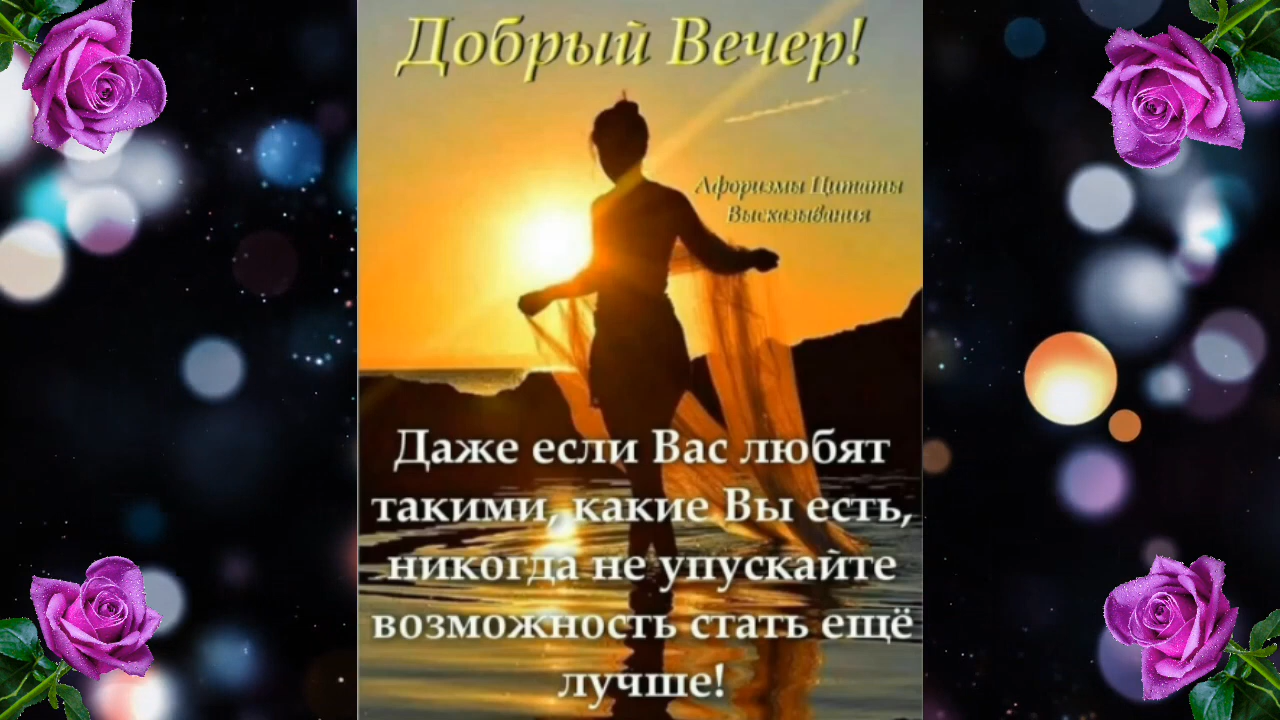 Добрый Вечер!
Афоризмы Цитаты
Высказывания
Даже если Вас любят
такими, какие Вы есть,
никогда не упускайте
возможность стать ещё
лучше!